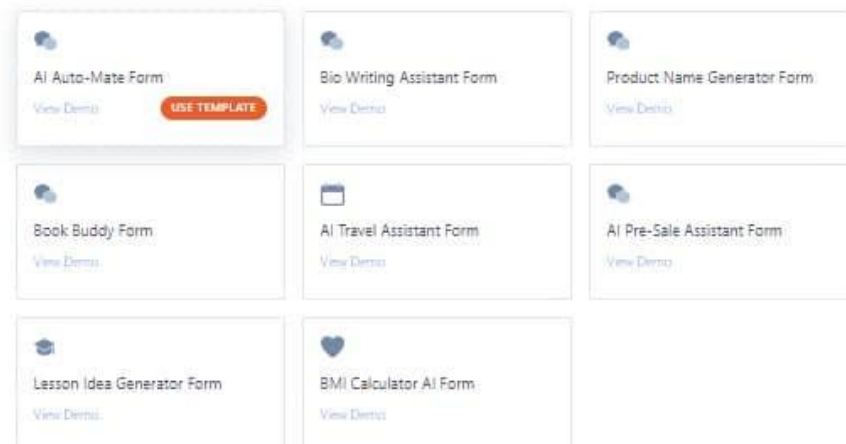 AI Auto-Mate Form
View Demo USE TEMPLATE
Bio Writing Assistant Form
View Demo
Product Name Generator Form
View Demo
Book Buddy Form
View Demo
AI Travel Assistant Form
View Demo
AI Pre-Sale Assistant Form
View Demo
Lesson Idea Generator Form
View Demo
BMI Calculator AI Form
View Demo